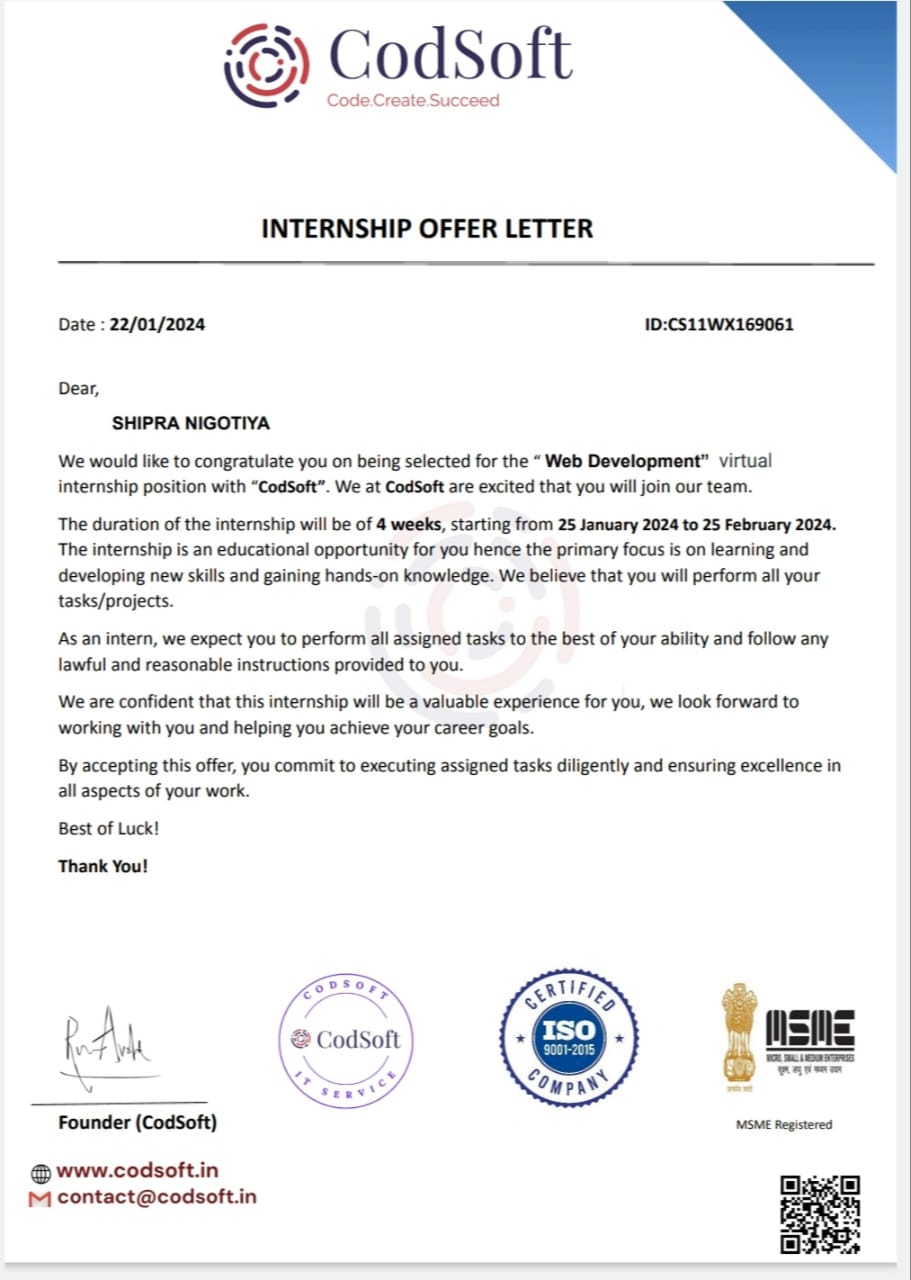 CodSoft
Code.Create.Succeed
INTERNSHIP OFFER LETTER
Date : 22/01/2024 ID:CS11WX169061
Dear,
SHIPRA NIGOTIYA
We would like to congratulate you on being selected for the “ Web Development” virtual
internship position with “CodSoft”. We at CodSoft are excited that you will join our team.
The duration of the internship will be of 4 weeks, starting from 25 January 2024 to 25 February 2024.
The internship is an educational opportunity for you hence the primary focus is on learning and
developing new skills and gaining hands-on knowledge. We believe that you will perform all your
tasks/projects.
As an intern, we expect you to perform all assigned tasks to the best of your ability and follow any
lawful and reasonable instructions provided to you.
We are confident that this internship will be a valuable experience for you, we look forward to
working with you and helping you achieve your career goals.
By accepting this offer, you commit to executing assigned tasks diligently and ensuring excellence in
all aspects of your work.
Best of Luck!
Thank You!
CODSOFT
CodSoft
IT SERVICE
CERTIFIED
ISO
9001-2015
COMPANY
MSME
MICRO, SMALL & MEDIUM ENTERPRISES
सूक्ष्म, लघु एवं मध्यम उद्यम
Founder (CodSoft)
MSME Registered
www.codsoft.in
contact@codsoft.in